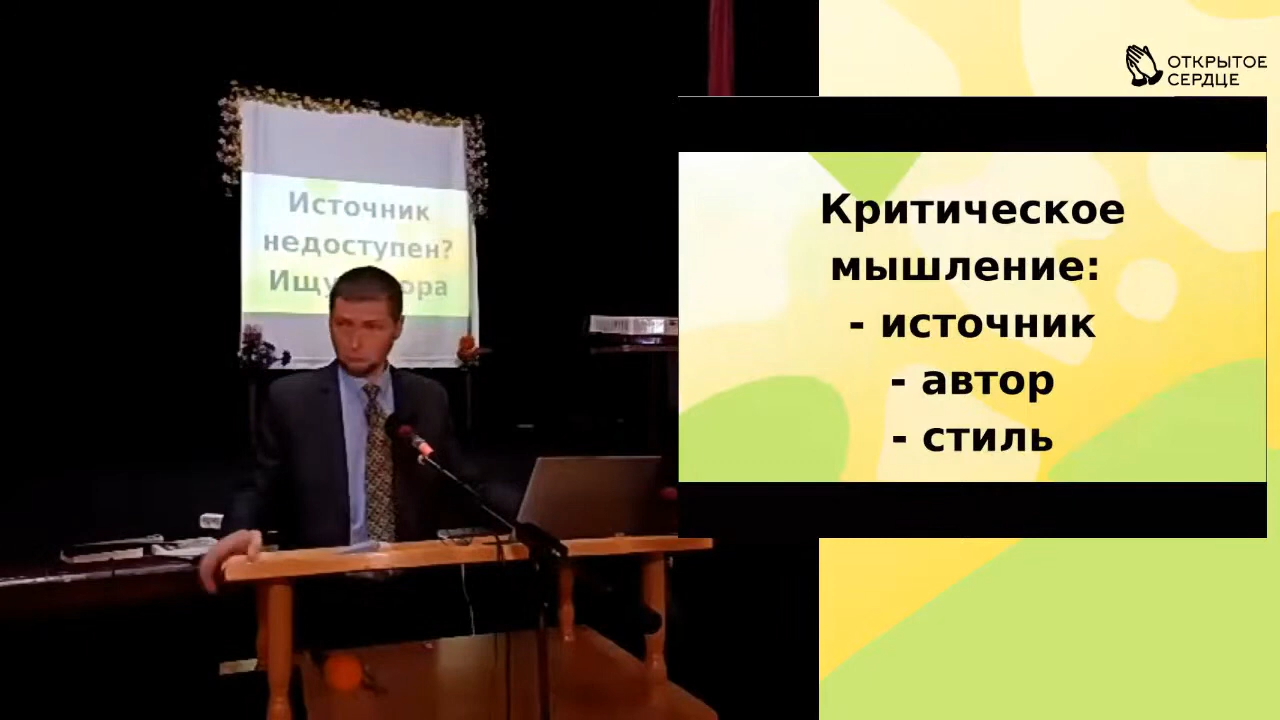 Источник
недоступен?
Ищу
ОТКРЫТОЕ
СЕРДЦЕ
Критическое
мышление:
- источник
- автор
- стиль